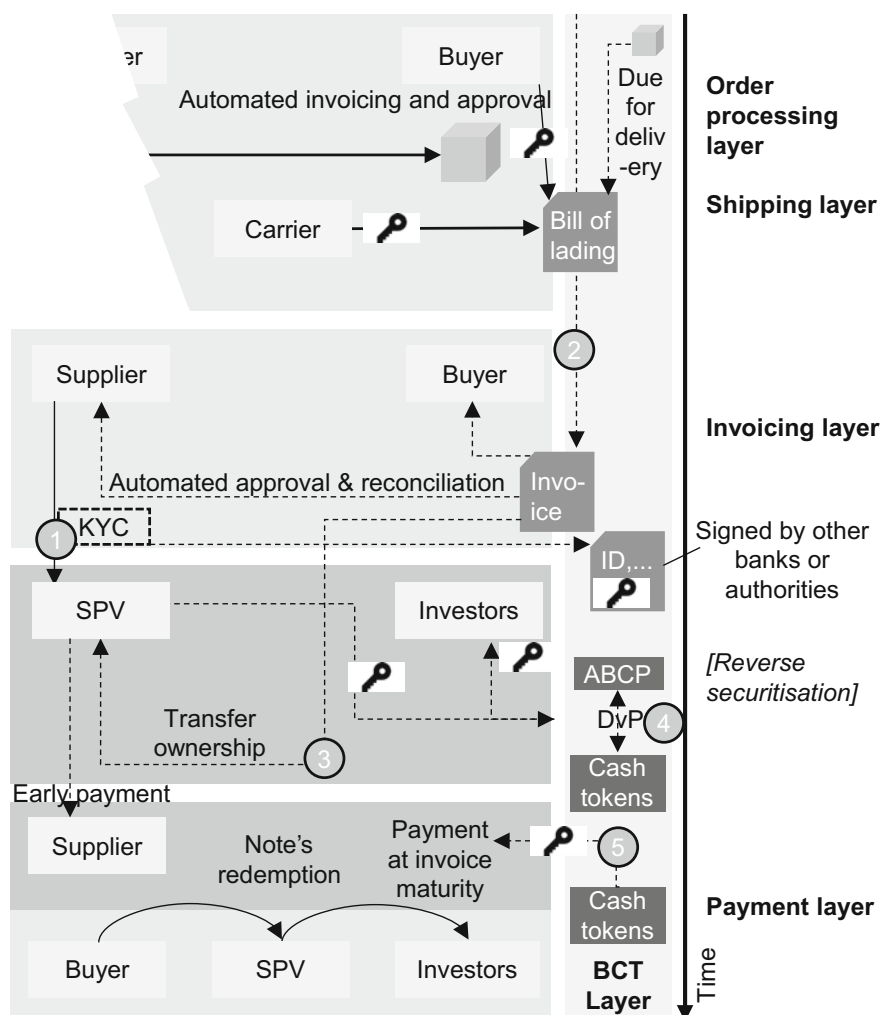 er
Buyer
Automated invoicing and approval
Due
for
deliv
-ery
Order
processing
layer
Shipping layer
Carrier
Bill of
lading
2
Supplier
Buyer
Invoicing layer
Automated approval & reconciliation
Invo-
ice
1
KYC
ID,...
Signed by other
banks or
authorities
SPV
Investors
ABCP
[Reverse
securitisation]
DvP
4
Transfer
ownership
3
Cash
tokens
Early payment
Supplier
Note's
redemption
Payment
at invoice
maturity
5
Cash
tokens
Payment layer
Buyer
SPV
Investors
BCT
Layer
Time